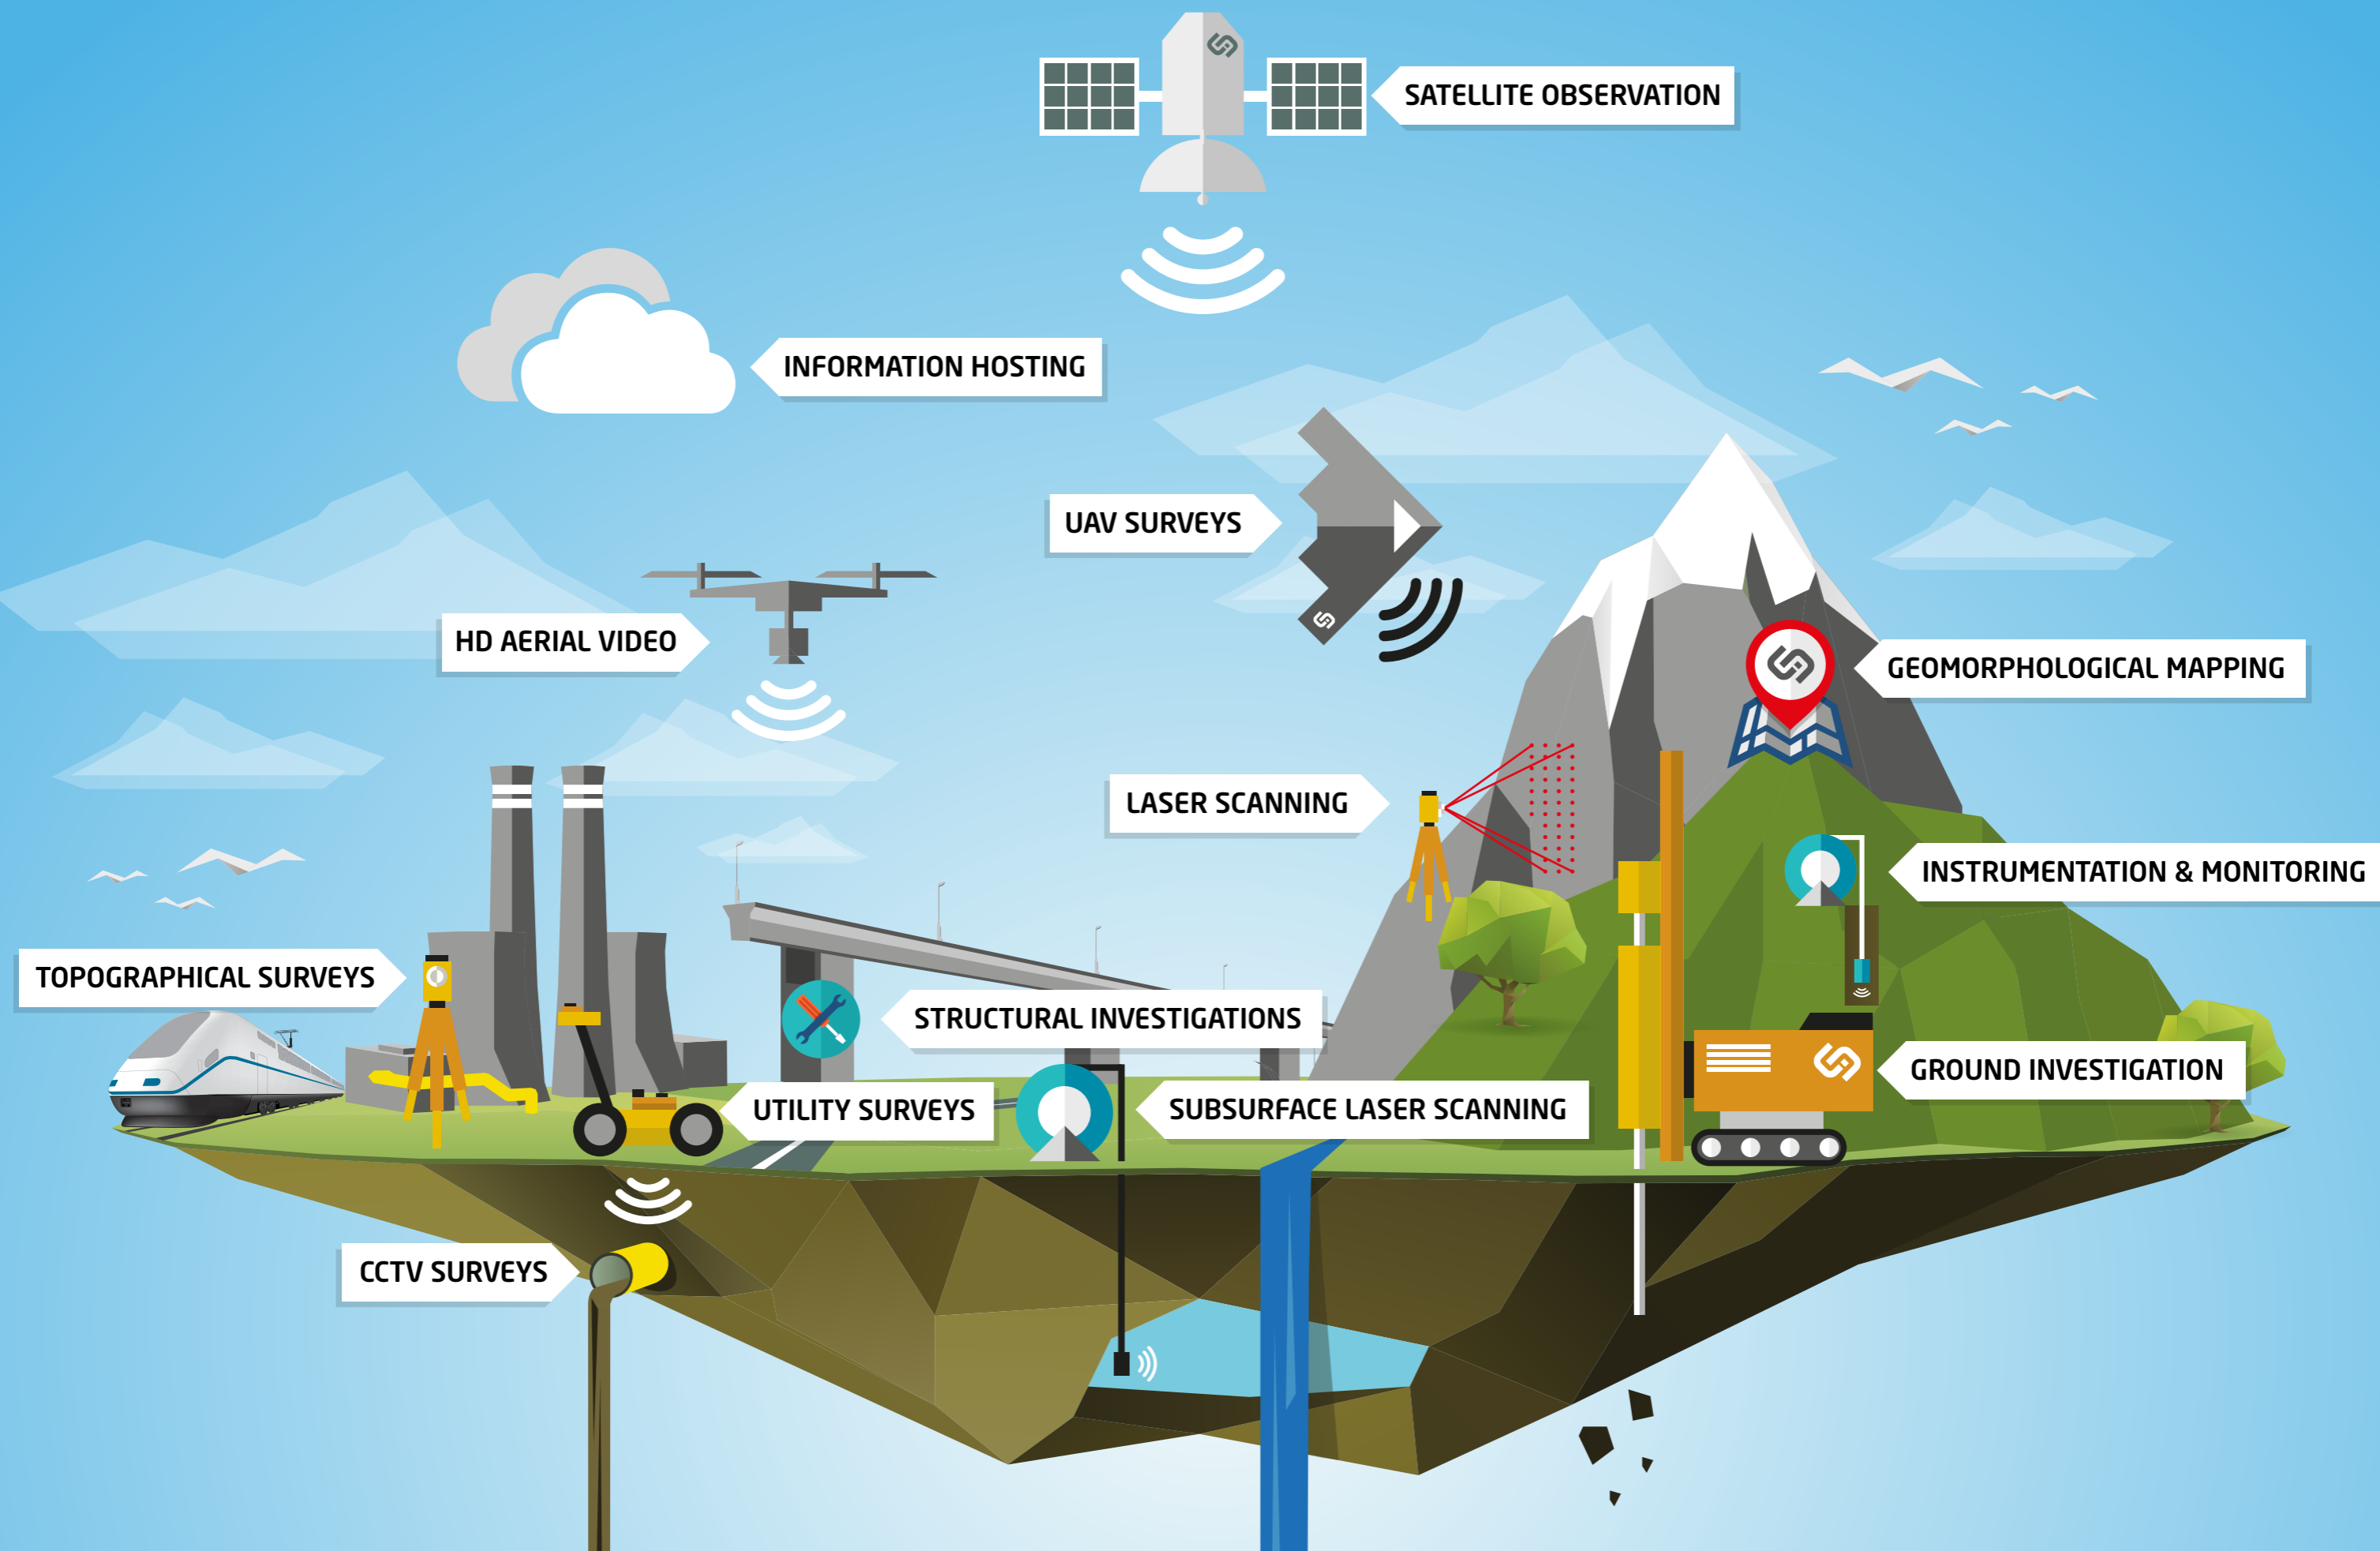 SATELLITE OBSERVATION
INFORMATION HOSTING
UAV SURVEYS
HD AERIAL VIDEO
GEOMORPHOLOGICAL MAPPING
LASER SCANNING
INSTRUMENTATION & MONITORING
TOPOGRAPHICAL SURVEYS
STRUCTURAL INVESTIGATIONS
GROUND INVESTIGATION
UTILITY SURVEYS
SUBSURFACE LASER SCANNING
CCTV SURVEYS